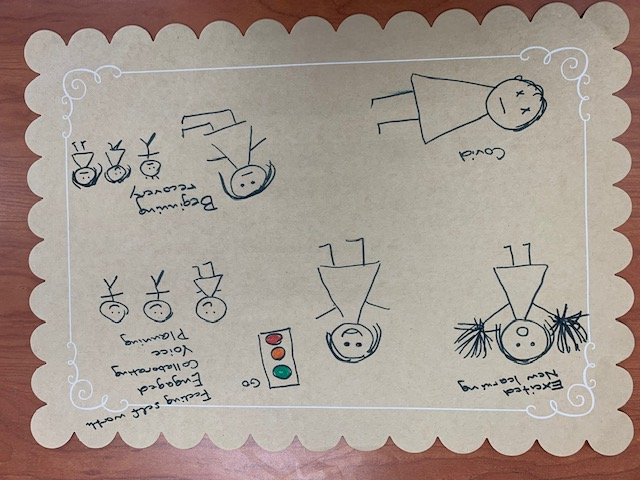 Excited
New learning
Go
Feeling self worth
Engaged
Collaborating
Voice
Planning
Covid
Beginning
recovery